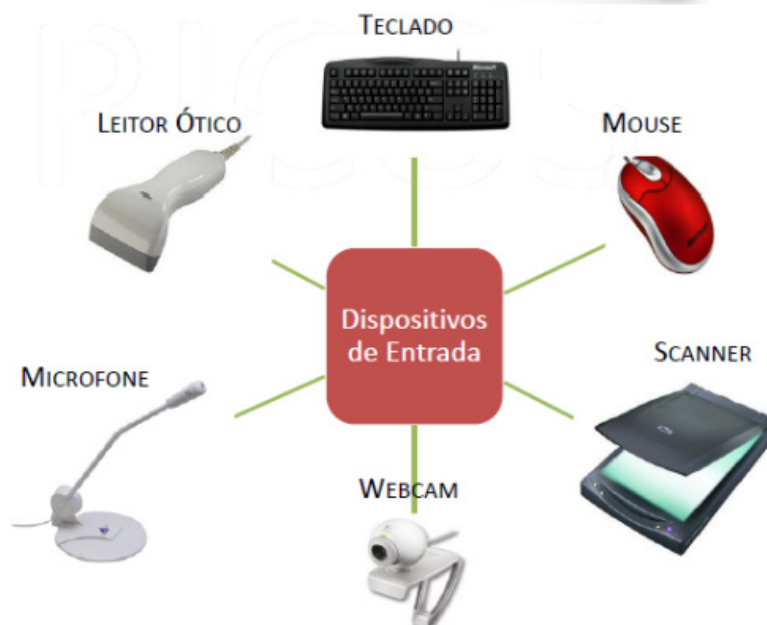 TECLADO
LEITOR ÓTICO
MOUSE
Dispositivos
de Entrada
MICROFONE
SCANNER
WEBCAM